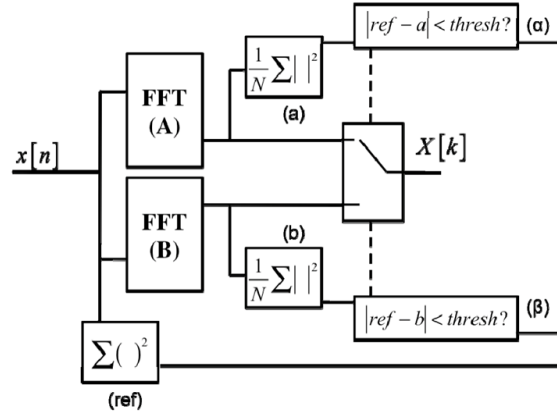 |ref − a| < thresh? (α)
1/N ∑| |²
(a)
FFT
(A)
x[n]
X[k]
FFT
(B)
(b)
1/N ∑| |²
|ref − b| < thresh? (β)
∑( )²
(ref)